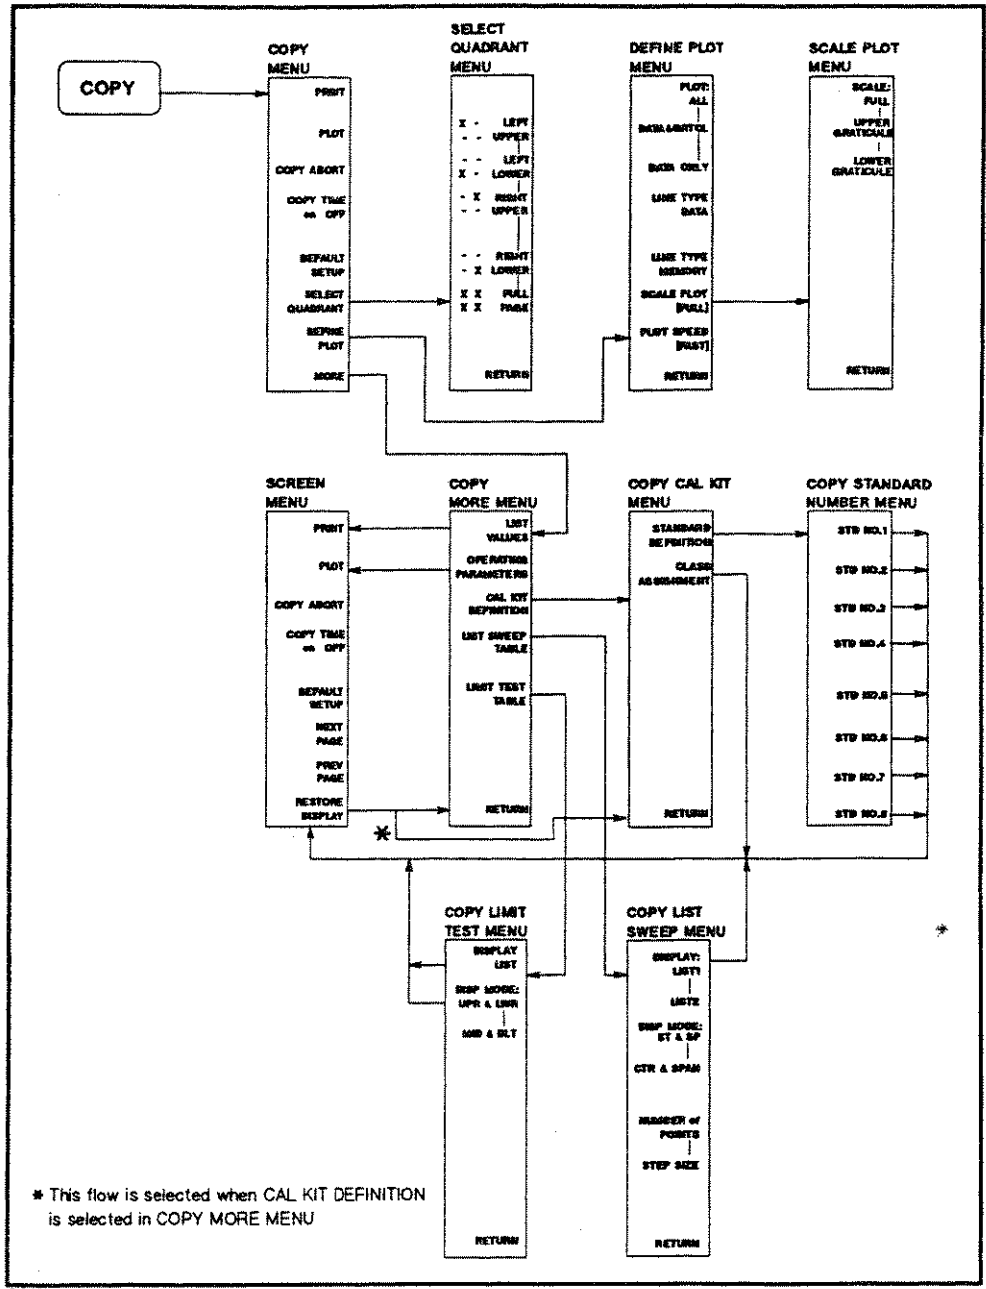 COPY
COPY
MENU
PRINT
PLOT
COPY ABORT
COPY TIME
on OFF
DEFAULT
SETUP
SELECT
QUADRANT
DEFINE
PLOT
MORE
SELECT
QUADRANT
MENU
X - LEFT
- - UPPER
- - LEFT
X - LOWER
- X RIGHT
- - UPPER
- - RIGHT
- X LOWER
X X FULL
X X PAGE
RETURN
DEFINE PLOT
MENU
PLOT:
ALL
DATA&GRTCL
DATA ONLY
LINE TYPE
DATA
LINE TYPE
MEMORY
SCALE PLOT
[FULL]
PLOT SPEED
[FAST]
RETURN
SCALE PLOT
MENU
SCALE:
FULL
UPPER
GRATICULE
LOWER
GRATICULE
RETURN
SCREEN
MENU
PRINT
PLOT
COPY ABORT
COPY TIME
on OFF
DEFAULT
SETUP
NEXT
PAGE
PREV
PAGE
RESTORE
DISPLAY
COPY
MORE MENU
LIST
VALUES
OPERATING
PARAMETERS
CAL KIT
DEFINITION
LIST SWEEP
TABLE
LIMIT TEST
TABLE
RETURN
*
COPY CAL KIT
MENU
STANDARD
DEFINITION
CLASS
ASSIGNMENT
RETURN
COPY STANDARD
NUMBER MENU
STD NO.1
STD NO.2
STD NO.3
STD NO.4
STD NO.5
STD NO.6
STD NO.7
STD NO.8
COPY LIMIT
TEST MENU
DISPLAY
LIST
DISP MODE:
UPR & LWR
MID & DLT
RETURN
COPY LIST
SWEEP MENU
DISPLAY:
LIST1
LIST2
DISP MODE:
ST & SP
CTR & SPAN
NUMBER of
POINTS
STEP SIZE
RETURN
* This flow is selected when CAL KIT DEFINITION
is selected in COPY MORE MENU